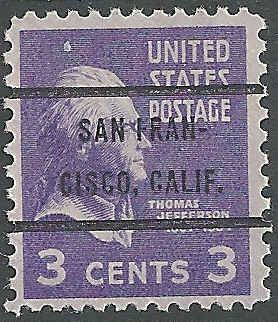 UNITED
STATES
POSTAGE
SAN FRAN-
CISCO, CALIF.
THOMAS
JEFFERSON
3 CENTS 3